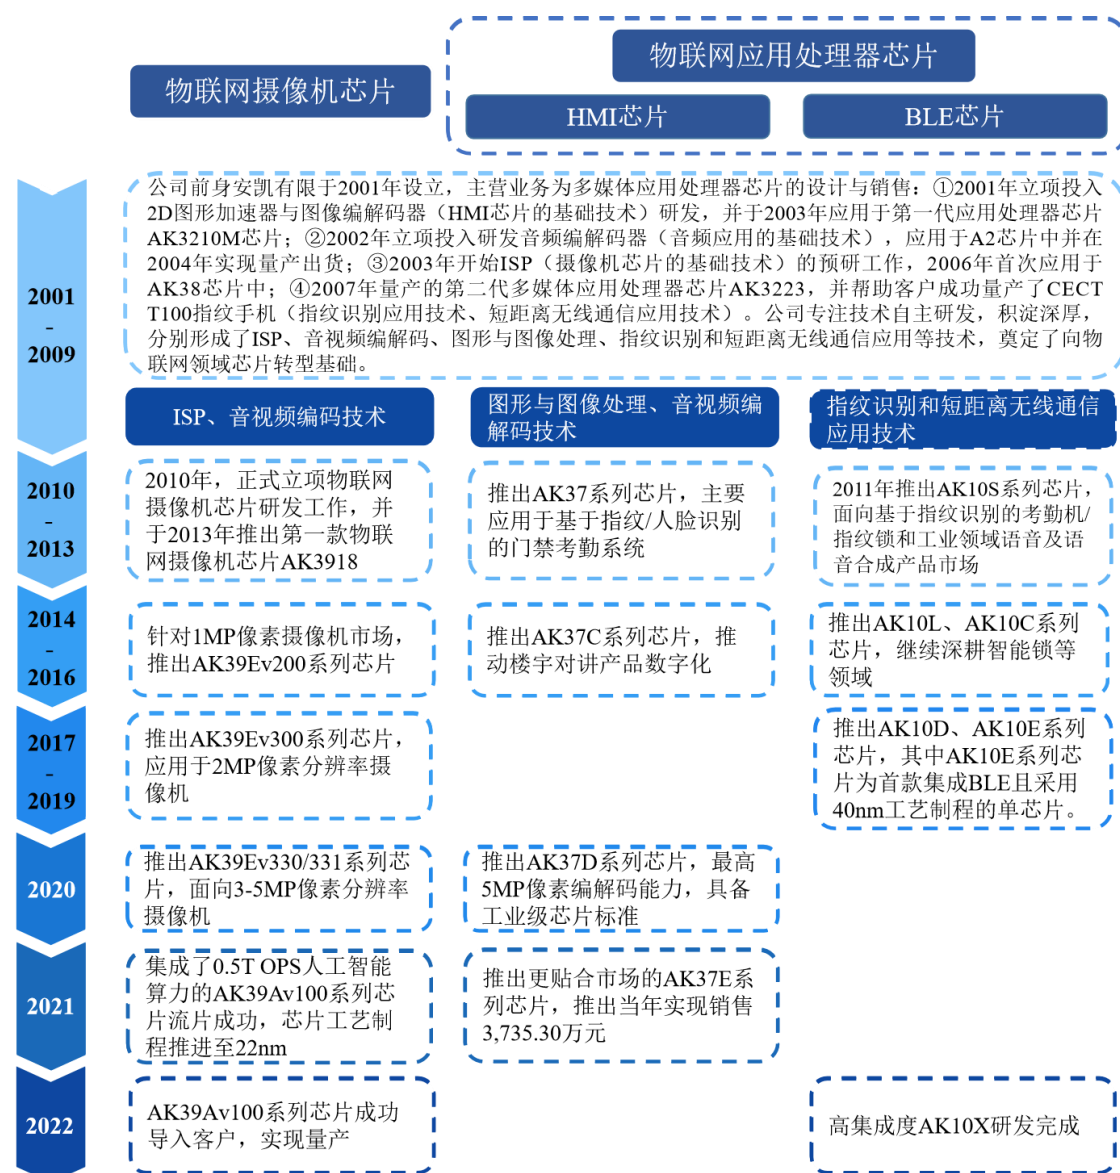 物联网摄像机芯片
物联网应用处理器芯片
HMI芯片
BLE芯片
2001
-
2009
公司前身安凯有限于2001年设立，主营业务为多媒体应用处理器芯片的设计与销售：①2001年立项投入
2D图形加速器与图像编解码器（HMI芯片的基础技术）研发，并于2003年应用于第一代应用处理器芯片
AK3210M芯片；②2002年立项投入研发音频编解码器（音频应用的基础技术），应用于A2芯片中并在
2004年实现量产出货；③2003年开始ISP（摄像机芯片的基础技术）的预研工作，2006年首次应用于
AK38芯片中；④2007年量产的第二代多媒体应用处理器芯片AK3223，并帮助客户成功量产了CECT
T100指纹手机（指纹识别应用技术、短距离无线通信应用技术）。公司专注技术自主研发，积淀深厚，
分别形成了ISP、音视频编解码、图形与图像处理、指纹识别和短距离无线通信应用等技术，奠定了向物
联网领域芯片转型基础。
ISP、音视频编码技术
图形与图像处理、音视频编
解码技术
指纹识别和短距离无线通信
应用技术
2010
-
2013
2010年，正式立项物联网
摄像机芯片研发工作，并
于2013年推出第一款物联
网摄像机芯片AK3918
推出AK37系列芯片，主要
应用于基于指纹/人脸识别
的门禁考勤系统
2011年推出AK10S系列芯片，
面向基于指纹识别的考勤机/
指纹锁和工业领域语音及语
音合成产品市场
2014
-
2016
针对1MP像素摄像机市场，
推出AK39Ev200系列芯片
推出AK37C系列芯片，推
动楼宇对讲产品数字化
推出AK10L、AK10C系列
芯片，继续深耕智能锁等
领域
2017
-
2019
推出AK39Ev300系列芯片，
应用于2MP像素分辨率摄
像机
推出AK10D、AK10E系列
芯片，其中AK10E系列芯
片为首款集成BLE且采用
40nm工艺制程的单芯片。
2020
推出AK39Ev330/331系列芯
片，面向3-5MP像素分辨率
摄像机
推出AK37D系列芯片，最高
5MP像素编解码能力，具备
工业级芯片标准
2021
集成了0.5T OPS人工智能
算力的AK39Av100系列芯
片流片成功，芯片工艺制
程推进至22nm
推出更贴合市场的AK37E系
列芯片，推出当年实现销售
3,735.30万元
2022
AK39Av100系列芯片成功
导入客户，实现量产
高集成度AK10X研发完成